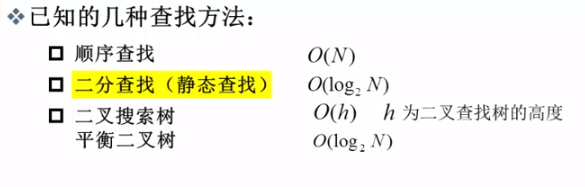 ❖已知的几种查找方法：
顺序查找 O(N)
二分查找（静态查找） O(log₂ N)
二叉搜索树 O(h) h 为二叉查找树的高度
平衡二叉树 O(log₂ N)